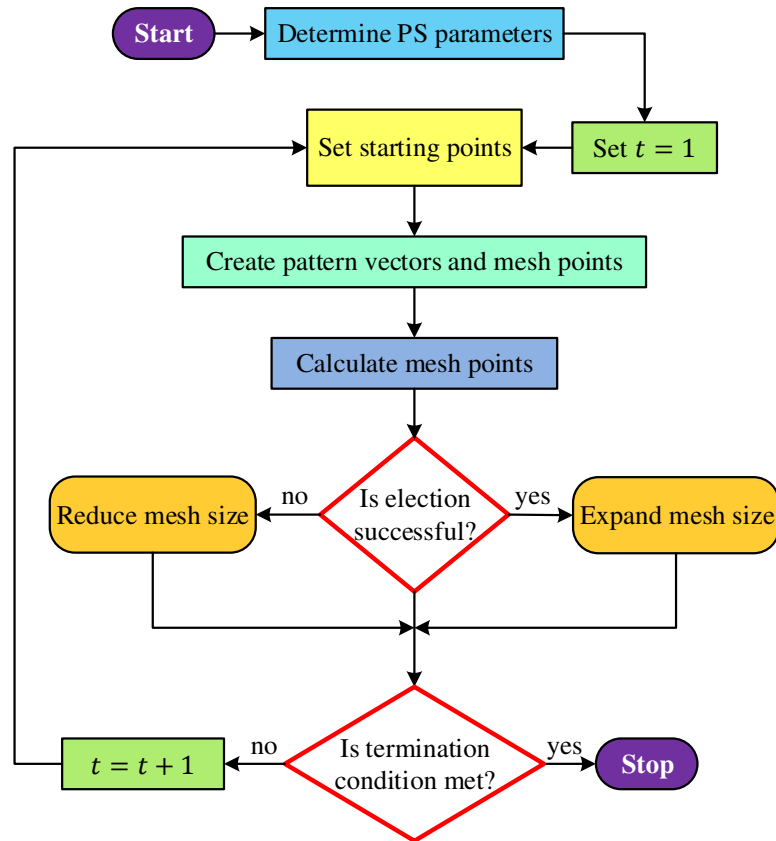 Start
Determine PS parameters
Set starting points
Set t = 1
Create pattern vectors and mesh points
Calculate mesh points
no
Is election
successful?
yes
Reduce mesh size
Expand mesh size
t = t + 1
no
Is termination
condition met?
yes
Stop